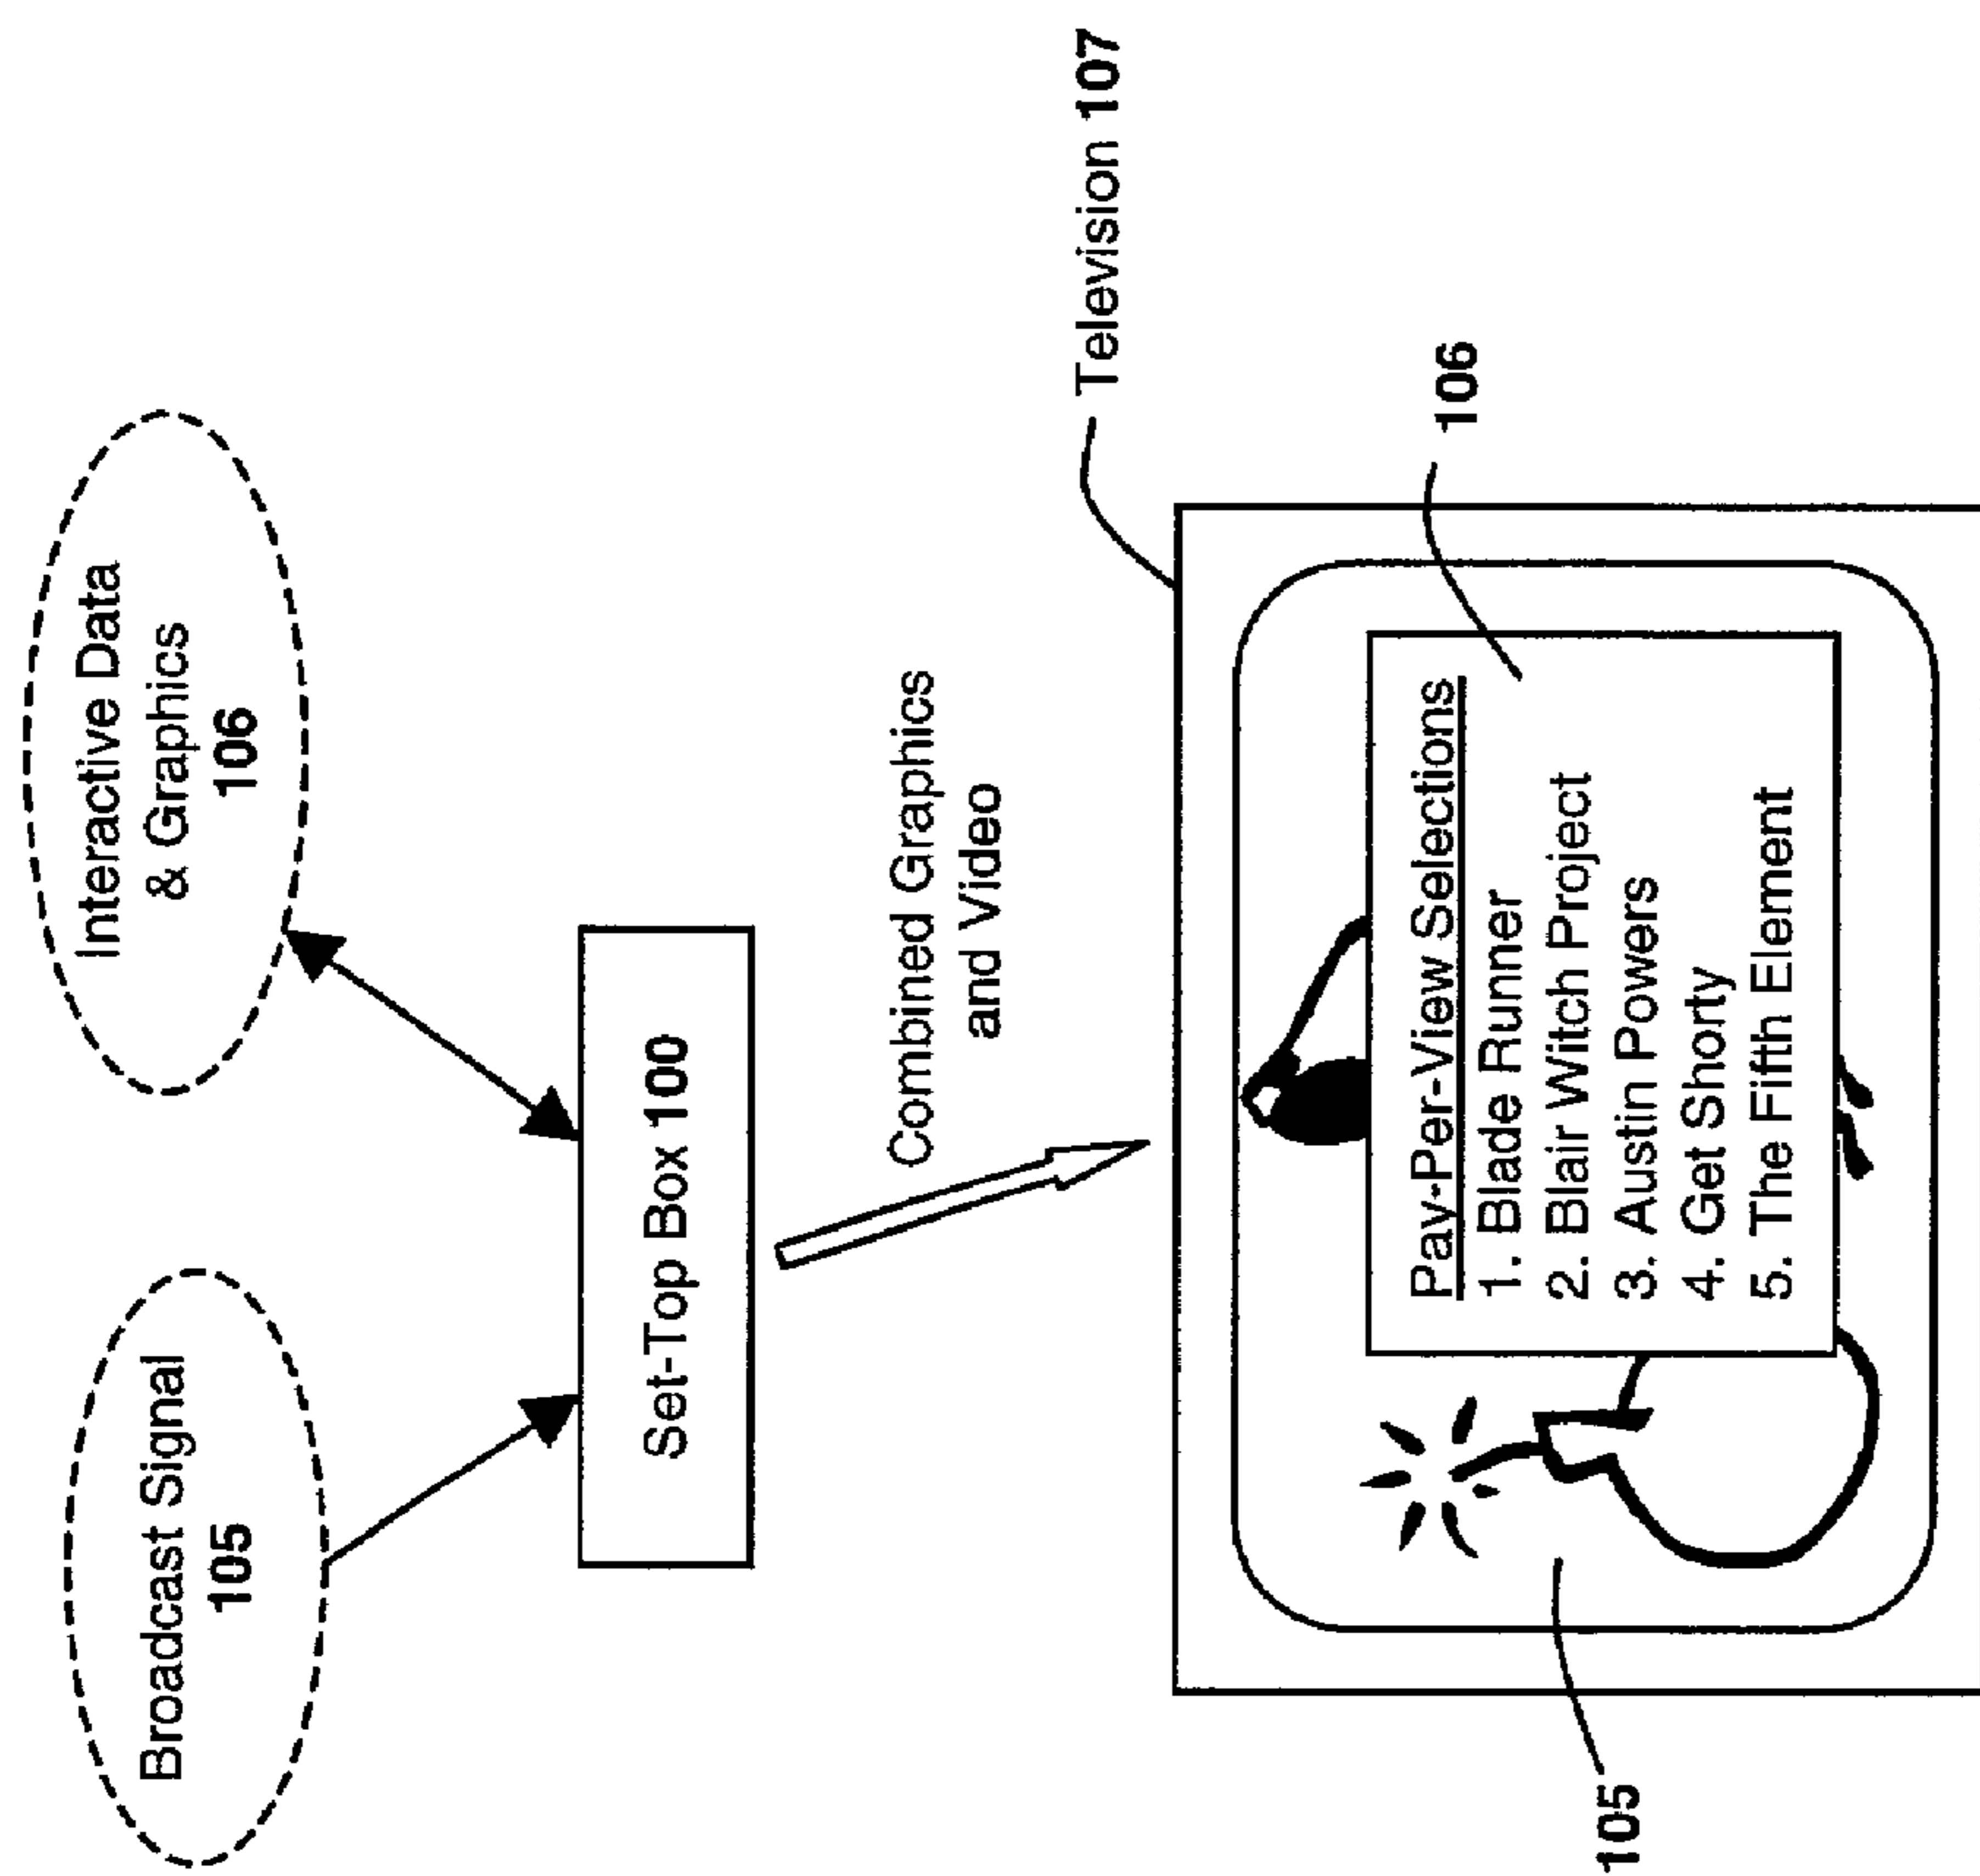 Broadcast Signal
105
Interactive Data
& Graphics
106
Set-Top Box 100
Combined Graphics
and Video
Television 107
106
Pay-Per-View Selections
1. Blade Runner
2. Blair Witch Project
3. Austin Powers
4. Get Shorty
5. The Fifth Element
105